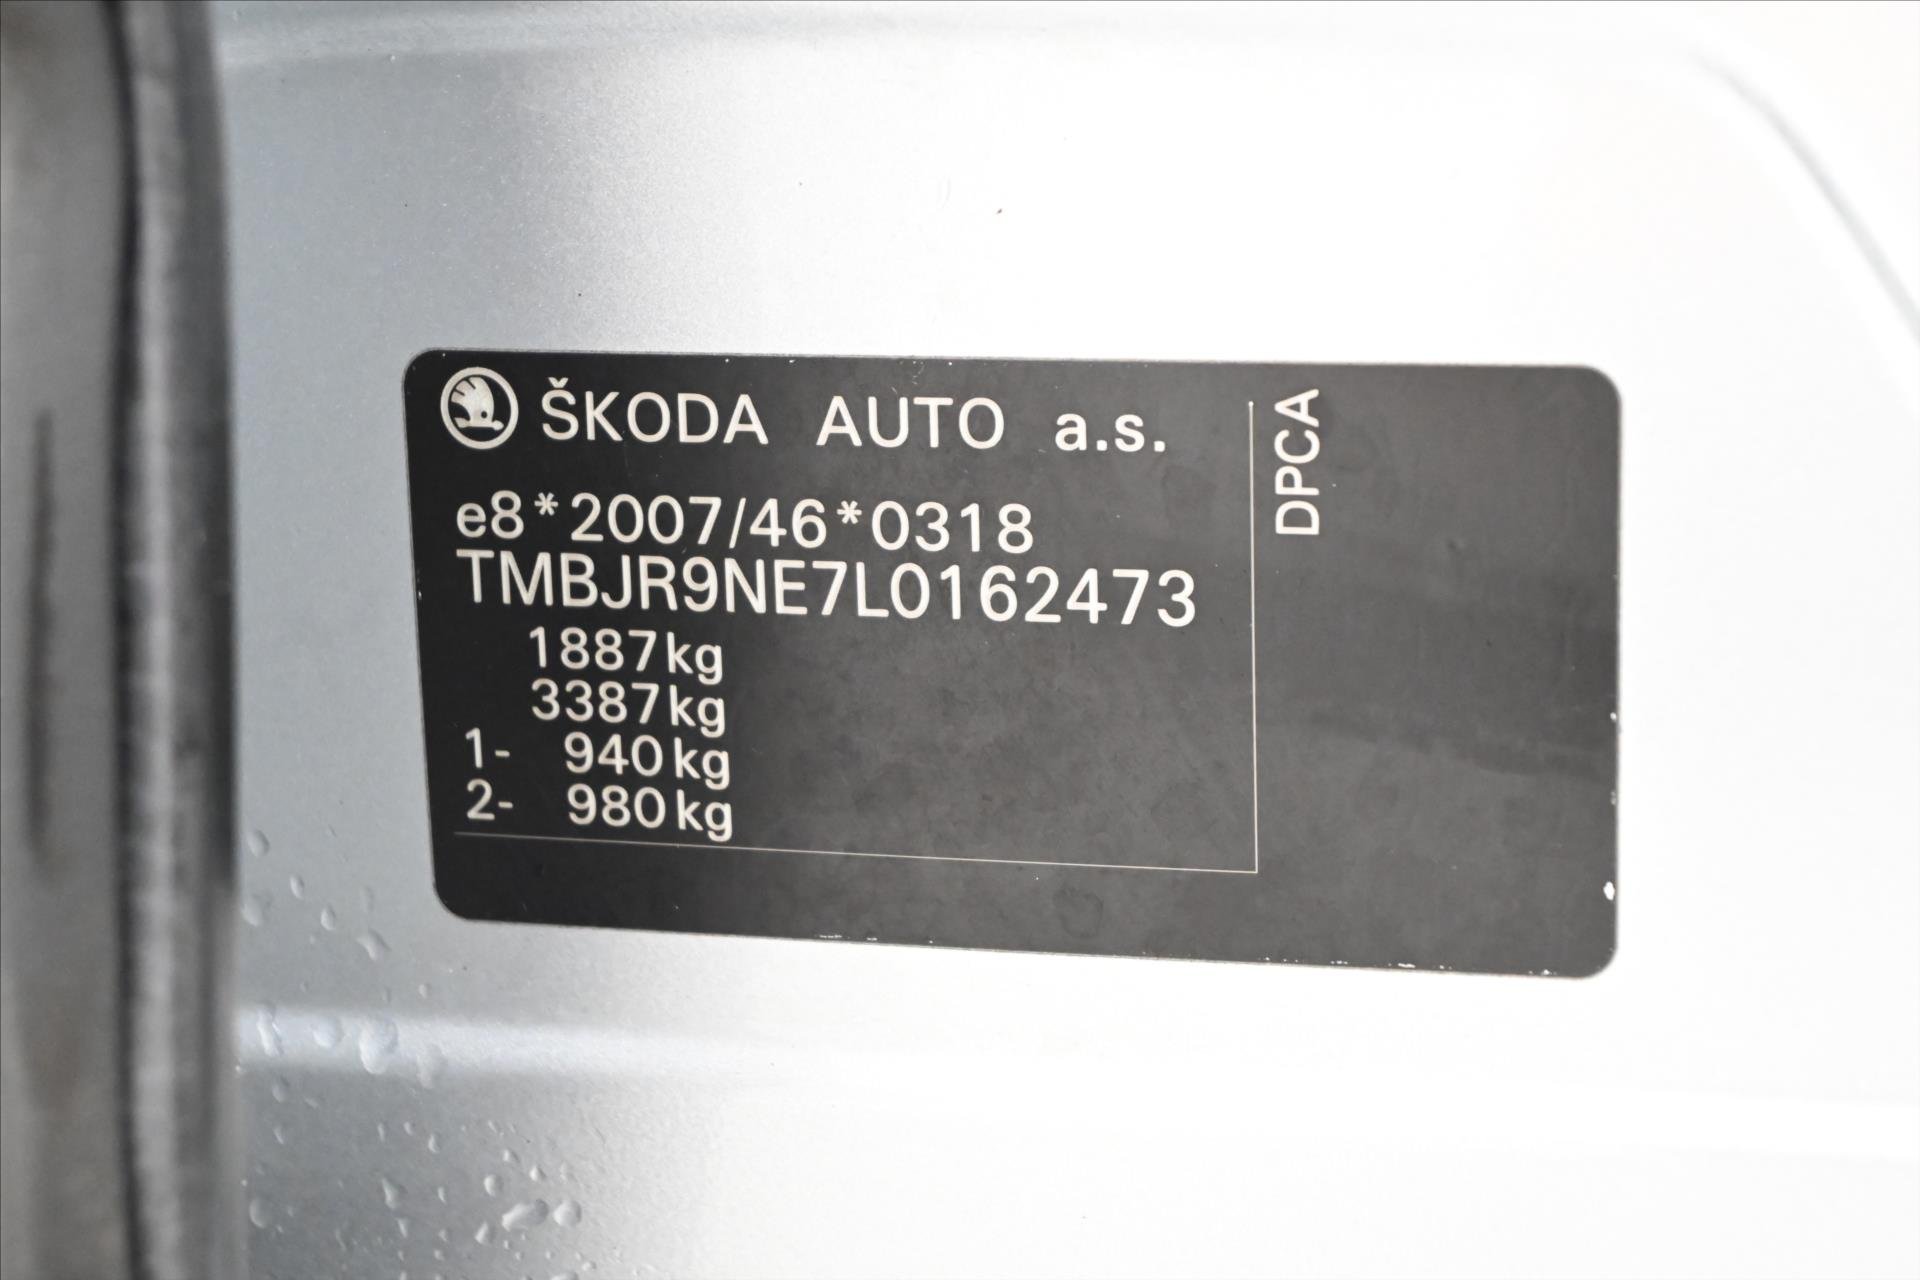 ŠKODA AUTO a.s.
e8*2007/46*0318
TMBJR9NE7L0162473
1887kg
3387kg
1- 940kg
2- 980kg
DPCA